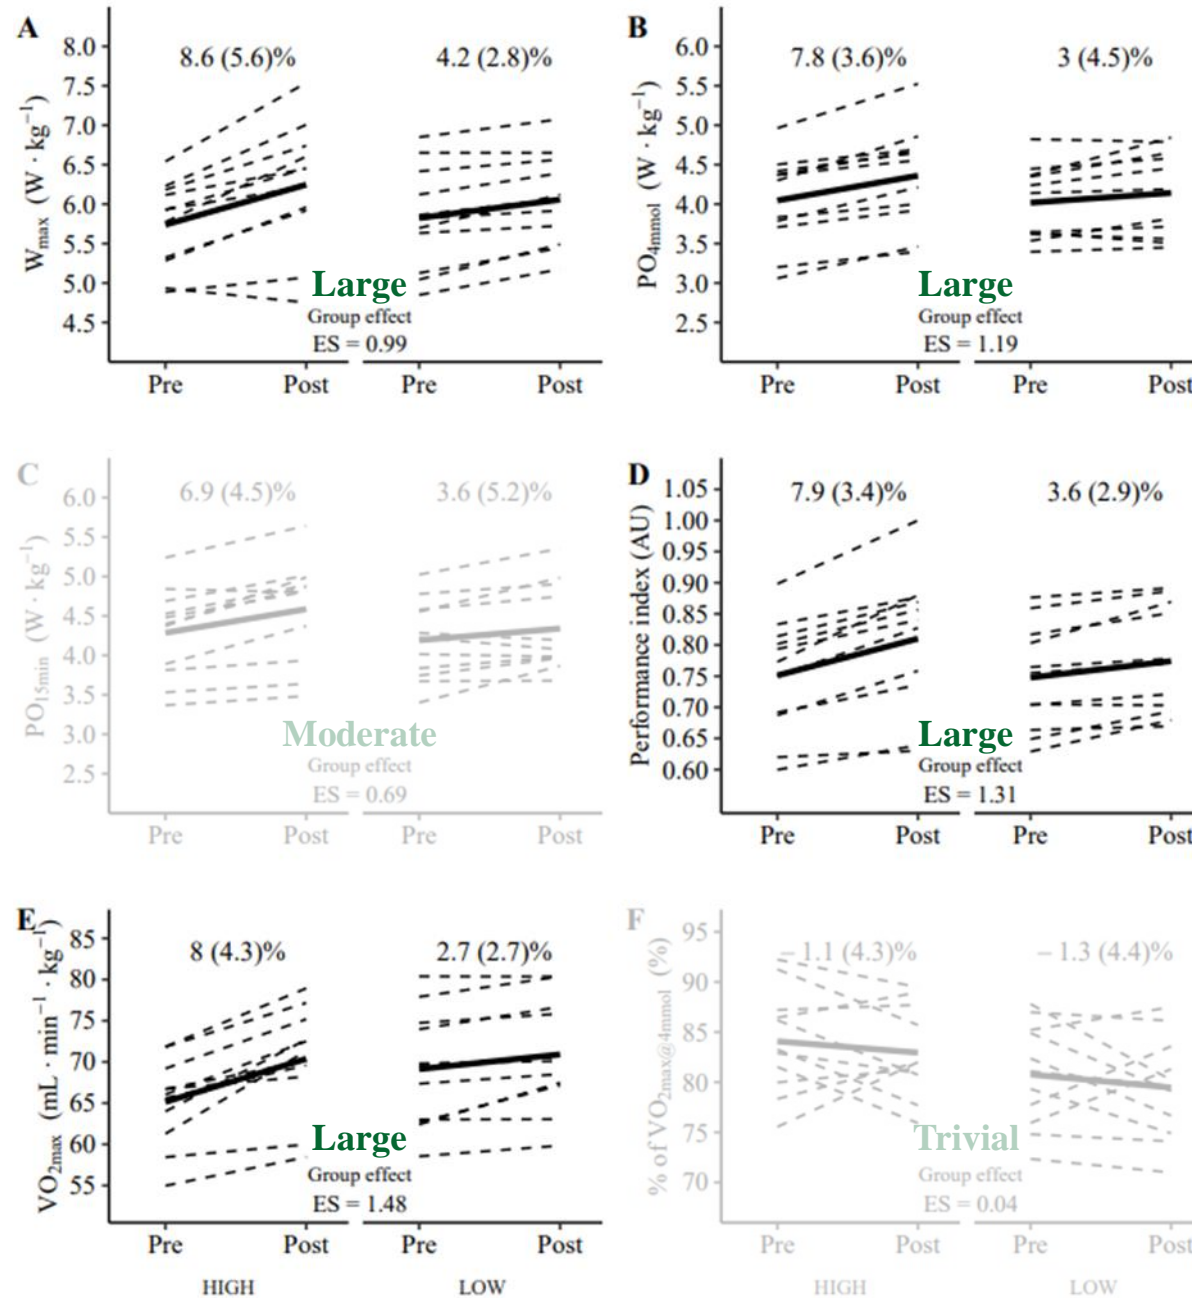 A
W_max (W · kg⁻¹)
8.0
7.5
7.0
6.5
6.0
5.5
5.0
4.5
8.6 (5.6)%
4.2 (2.8)%
Large
Group effect
ES = 0.99
Pre
Post
Pre
Post
B
PO_4mmol (W · kg⁻¹)
6.0
5.5
5.0
4.5
4.0
3.5
3.0
2.5
7.8 (3.6)%
3 (4.5)%
Large
Group effect
ES = 1.19
Pre
Post
Pre
Post
C
PO_15min (W · kg⁻¹)
6.0
5.5
5.0
4.5
4.0
3.5
3.0
2.5
6.9 (4.5)%
3.6 (5.2)%
Moderate
Group effect
ES = 0.69
Pre
Post
Pre
Post
D
Performance index (AU)
1.05
1.00
0.95
0.90
0.85
0.80
0.75
0.70
0.65
0.60
7.9 (3.4)%
3.6 (2.9)%
Large
Group effect
ES = 1.31
Pre
Post
Pre
Post
E
VO_2max (mL · min⁻¹ · kg⁻¹)
85
80
75
70
65
60
55
8 (4.3)%
2.7 (2.7)%
Large
Group effect
ES = 1.48
Pre
Post
Pre
Post
HIGH
LOW
F
% of VO_2max@4mmol (%)
95
90
85
80
75
70
− 1.1 (4.3)%
− 1.3 (4.4)%
Trivial
Group effect
ES = 0.04
Pre
Post
Pre
Post
HIGH
LOW